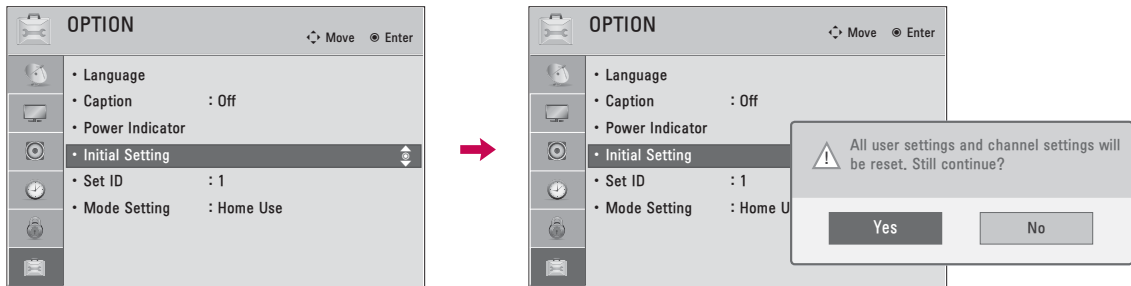 OPTION
Move Enter
• Language
• Caption : Off
• Power Indicator
• Initial Setting
• Set ID : 1
• Mode Setting : Home Use
OPTION
Move Enter
• Language
• Caption : Off
• Power Indicator
• Initial Setting
• Set ID : 1
• Mode Setting : Home U
All user settings and channel settings will
be reset. Still continue?
Yes No